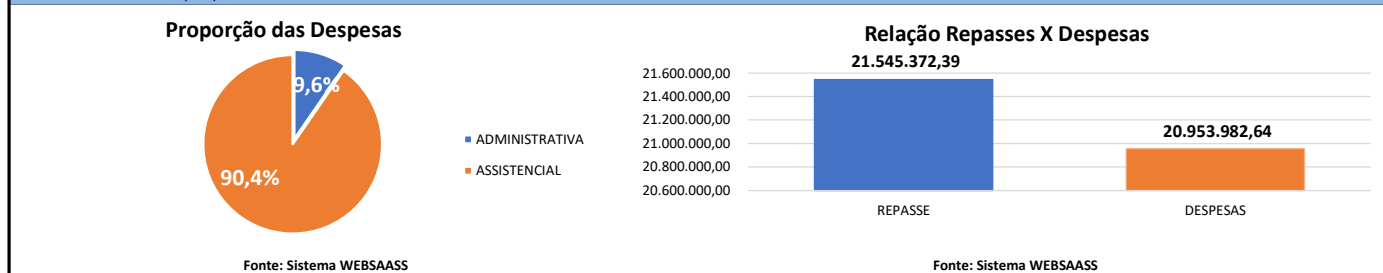 Proporção das Despesas
9,6%
90,4%
ADMINISTRATIVA
ASSISTENCIAL
Fonte: Sistema WEBSAASS
Relação Repasses X Despesas
21.545.372,39
21.600.000,00
21.400.000,00
21.200.000,00
20.953.982,64
21.000.000,00
20.800.000,00
20.600.000,00
REPASSE
DESPESAS
Fonte: Sistema WEBSAASS